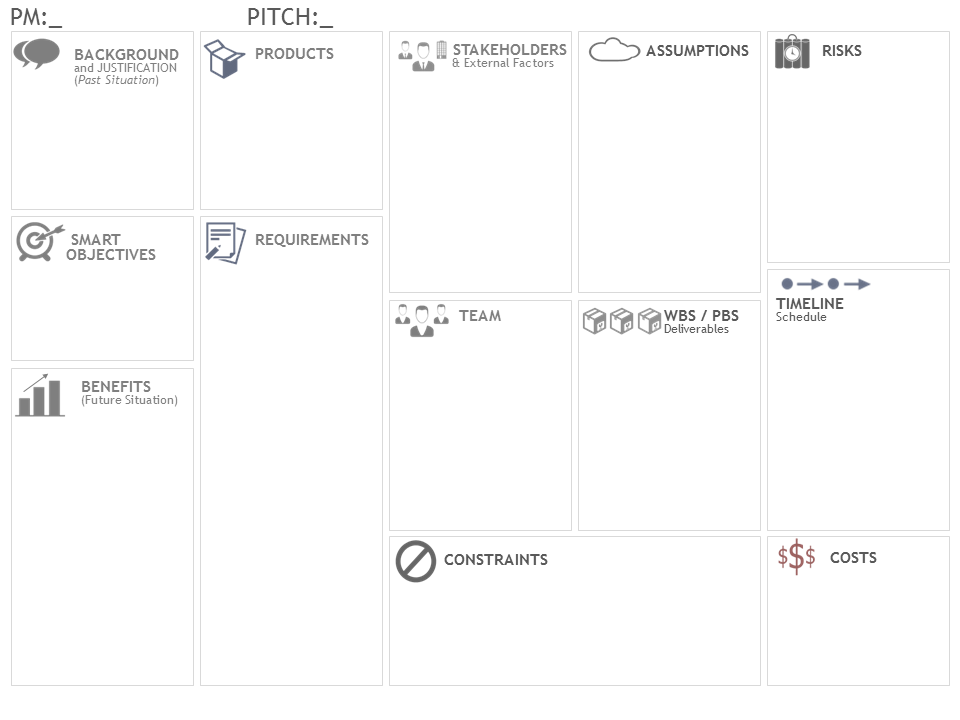 PM:_
PITCH:_
BACKGROUND
and JUSTIFICATION
(Past Situation)
PRODUCTS
STAKEHOLDERS
& External Factors
ASSUMPTIONS
RISKS
SMART
OBJECTIVES
REQUIREMENTS
TEAM
WBS / PBS
Deliverables
TIMELINE
Schedule
BENEFITS
(Future Situation)
CONSTRAINTS
$$$
COSTS